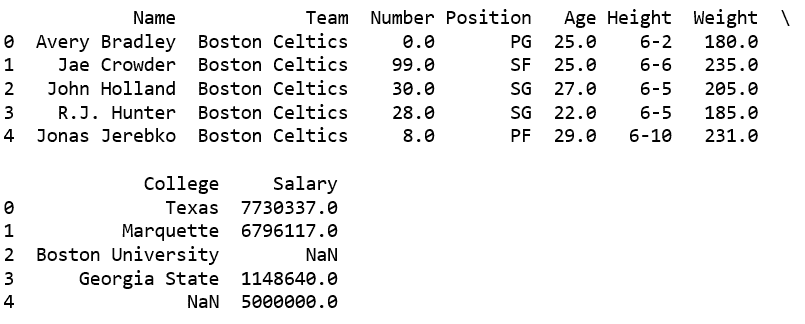 Name            Team  Number Position   Age Height  Weight  \
0  Avery Bradley  Boston Celtics     0.0       PG  25.0    6-2   180.0
1    Jae Crowder  Boston Celtics    99.0       SF  25.0    6-6   235.0
2   John Holland  Boston Celtics    30.0       SG  27.0    6-5   205.0
3    R.J. Hunter  Boston Celtics    28.0       SG  22.0    6-5   185.0
4  Jonas Jerebko  Boston Celtics     8.0       PF  29.0   6-10   231.0

             College     Salary
0              Texas  7730337.0
1          Marquette  6796117.0
2  Boston University        NaN
3      Georgia State  1148640.0
4                NaN  5000000.0